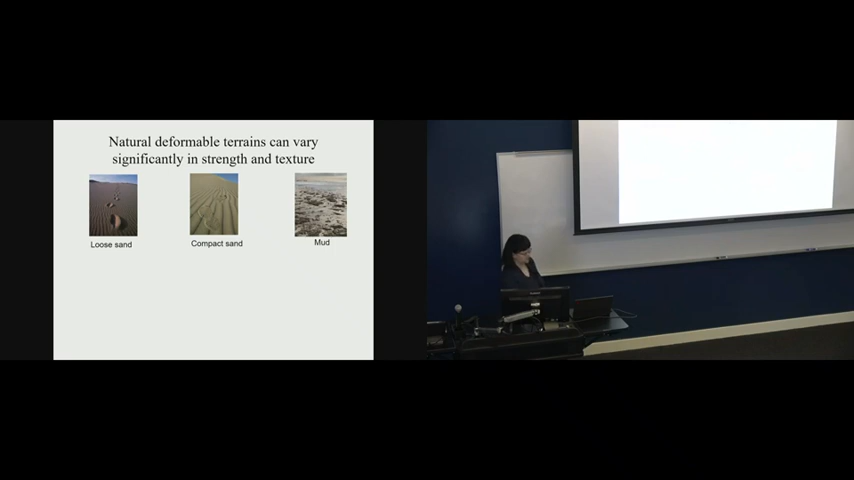 Natural deformable terrains can vary
significantly in strength and texture
Loose sand
Compact sand
Mud